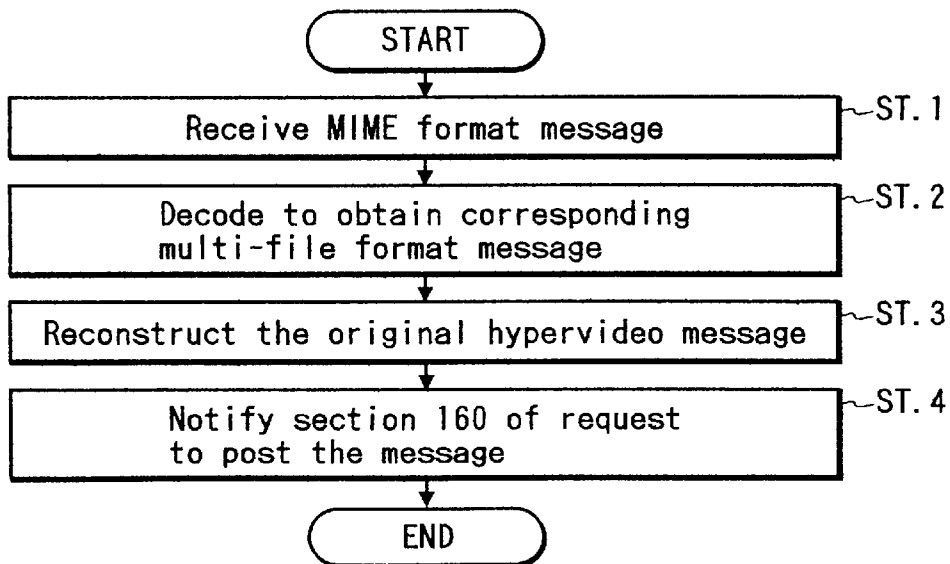 START
Receive MIME format message
ST. 1
Decode to obtain corresponding
multi-file format message
ST. 2
Reconstruct the original hypervideo message
ST. 3
Notify section 160 of request
to post the message
ST. 4
END